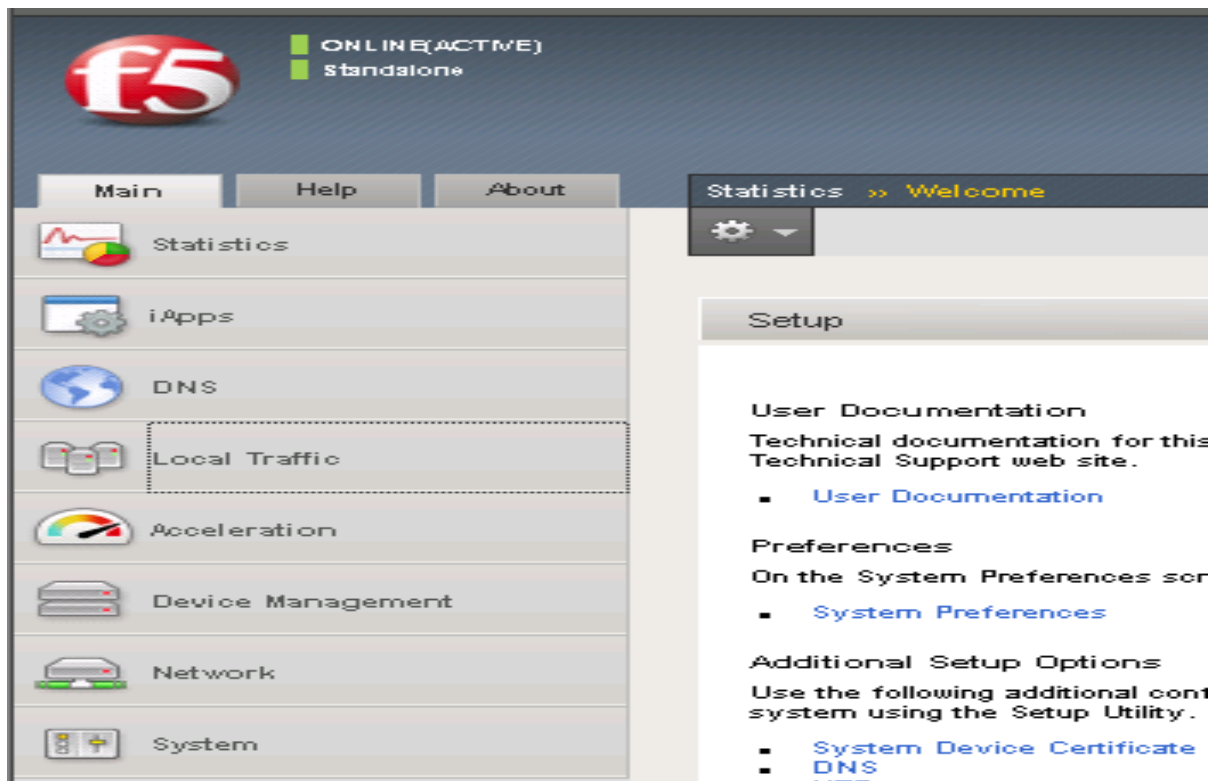 f5
ONLINE(ACTIVE)
Standalone
Main
Help
About
Statistics
iApps
DNS
Local Traffic
Acceleration
Device Management
Network
System
Statistics » Welcome
Setup
User Documentation
Technical documentation for this
Technical Support web site.
User Documentation
Preferences
On the System Preferences scr
System Preferences
Additional Setup Options
Use the following additional cont
system using the Setup Utility.
System Device Certificate
DNS